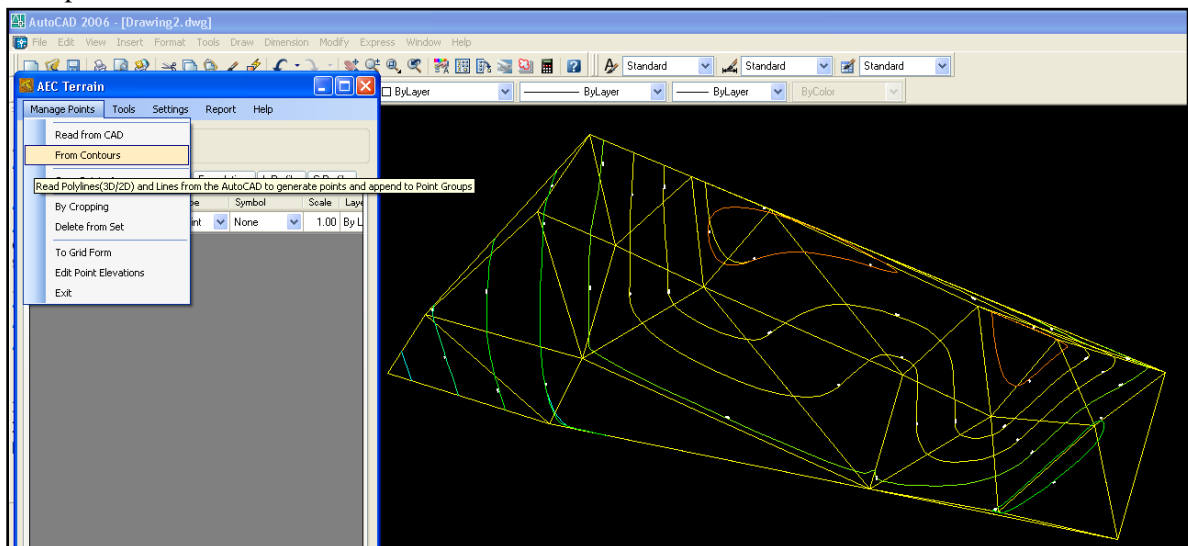 AutoCAD 2006 - [Drawing2.dwg]
File Edit View Insert Format Tools Draw Dimension Modify Express Window Help
Standard Standard Standard
AEC Terrain
ByLayer ByLayer ByLayer ByColor
Manage Points Tools Settings Report Help
Read from CAD
From Contours
Read Polylines(3D/2D) and Lines from the AutoCAD to generate points and append to Point Groups
By Cropping Symbol Scale
Delete from Set None 1.00 By L
To Grid Form
Edit Point Elevations
Exit